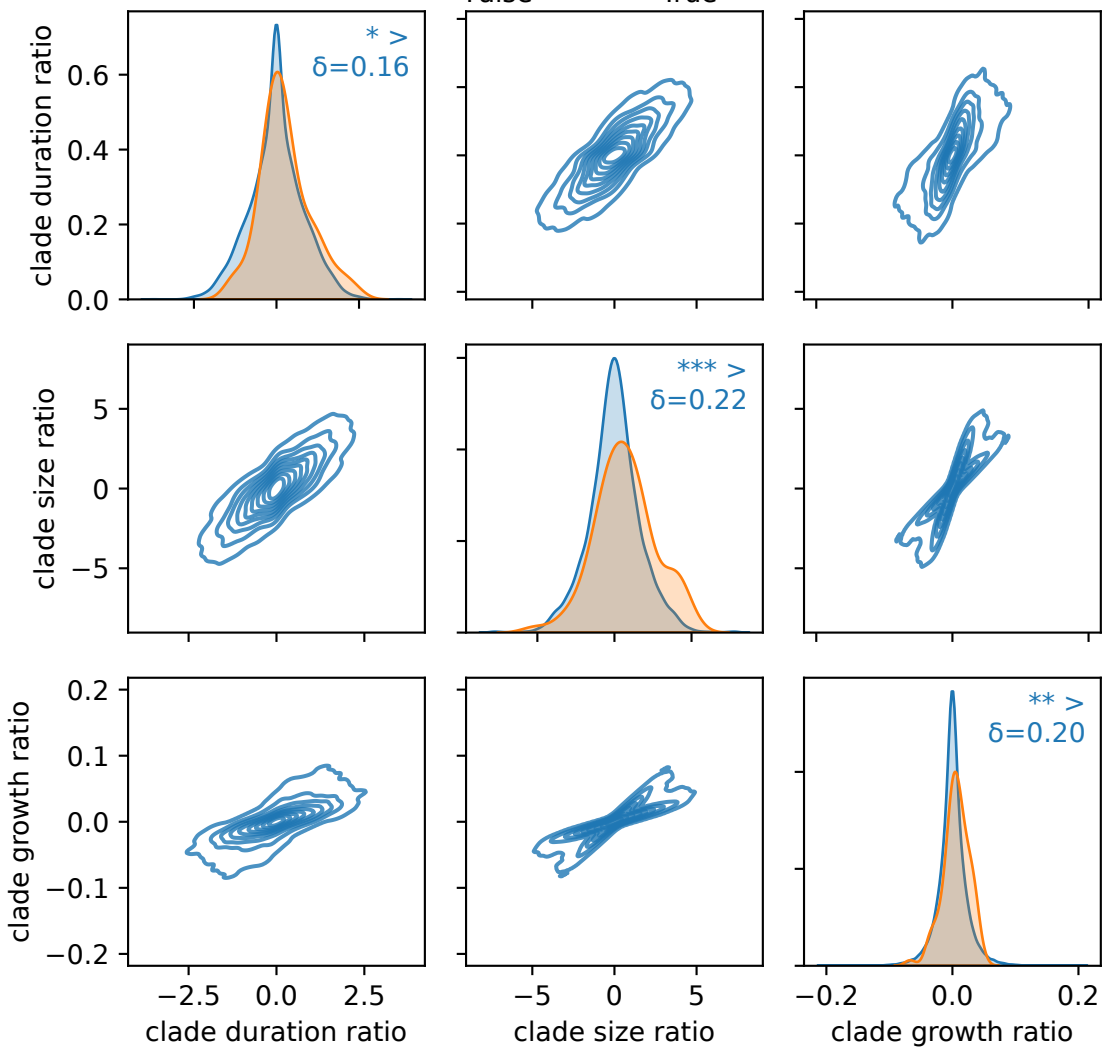 False True
clade duration ratio
0.6
0.4
0.2
0.0
* >
δ=0.16
clade size ratio
5
0
−5
*** >
δ=0.22
clade growth ratio
0.2
0.1
0.0
−0.1
−0.2
** >
δ=0.20
−2.5 0.0 2.5
−5 0 5
−0.2 0.0 0.2
clade duration ratio
clade size ratio
clade growth ratio